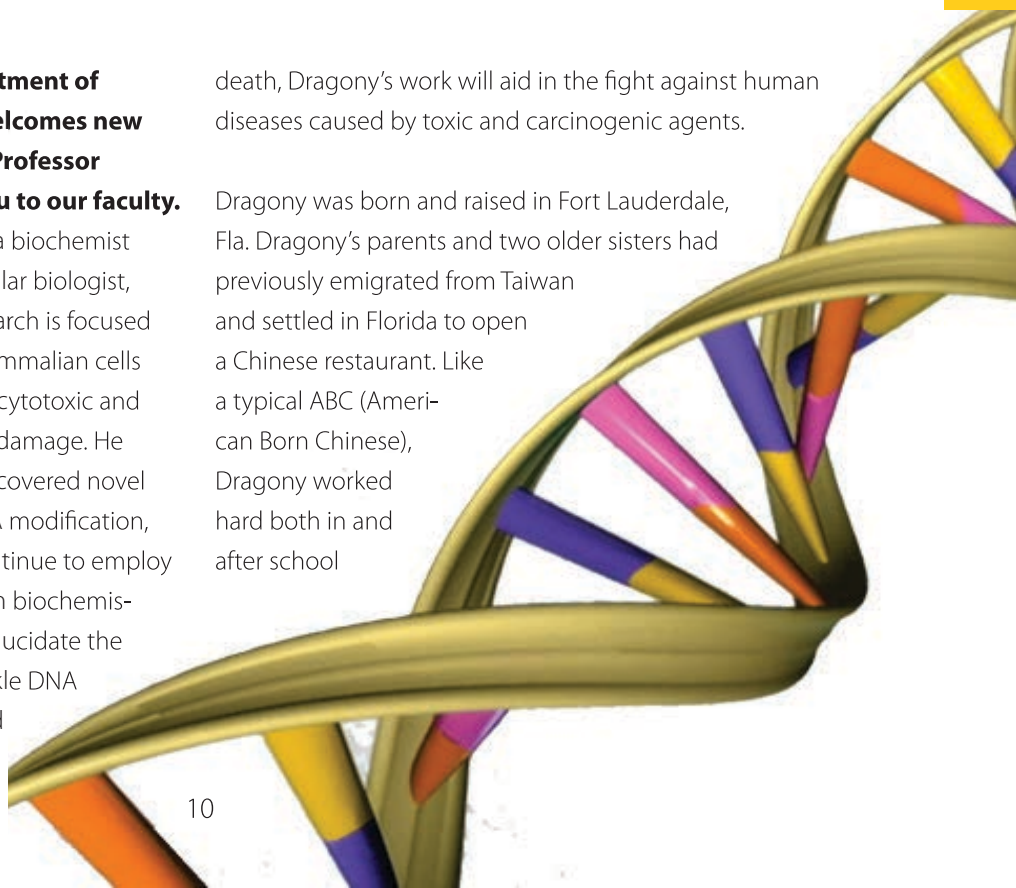 tment of
elcomes new
Professor
u to our faculty.
a biochemist
lar biologist,
arch is focused
mmalian cells
cytotoxic and
damage. He
covered novel
A modification,
tinue to employ
n biochemis-
lucidate the
kle DNA
d
death, Dragony’s work will aid in the fight against human
diseases caused by toxic and carcinogenic agents.
Dragony was born and raised in Fort Lauderdale,
Fla. Dragony’s parents and two older sisters had
previously emigrated from Taiwan
and settled in Florida to open
a Chinese restaurant. Like
a typical ABC (Ameri-
can Born Chinese),
Dragony worked
hard both in and
after school
10